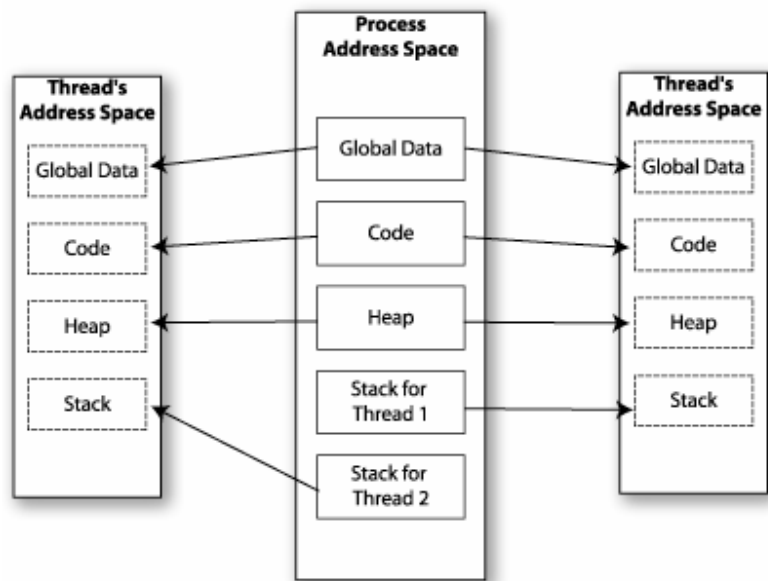 Thread's
Address Space
Global Data
Code
Heap
Stack
Process
Address Space
Global Data
Code
Heap
Stack for
Thread 1
Stack for
Thread 2
Thread's
Address Space
Global Data
Code
Heap
Stack